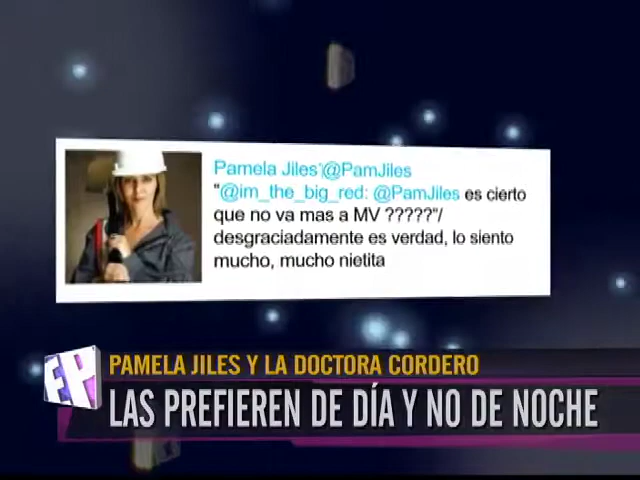 Pamela Jiles @PamJiles
"@im_the_big_red: @PamJiles es cierto
que no va mas a MV ?????"/
desgraciadamente es verdad, lo siento
mucho, mucho nietita
PAMELA JILES Y LA DOCTORA CORDERO
LAS PREFIEREN DE DÍA Y NO DE NOCHE